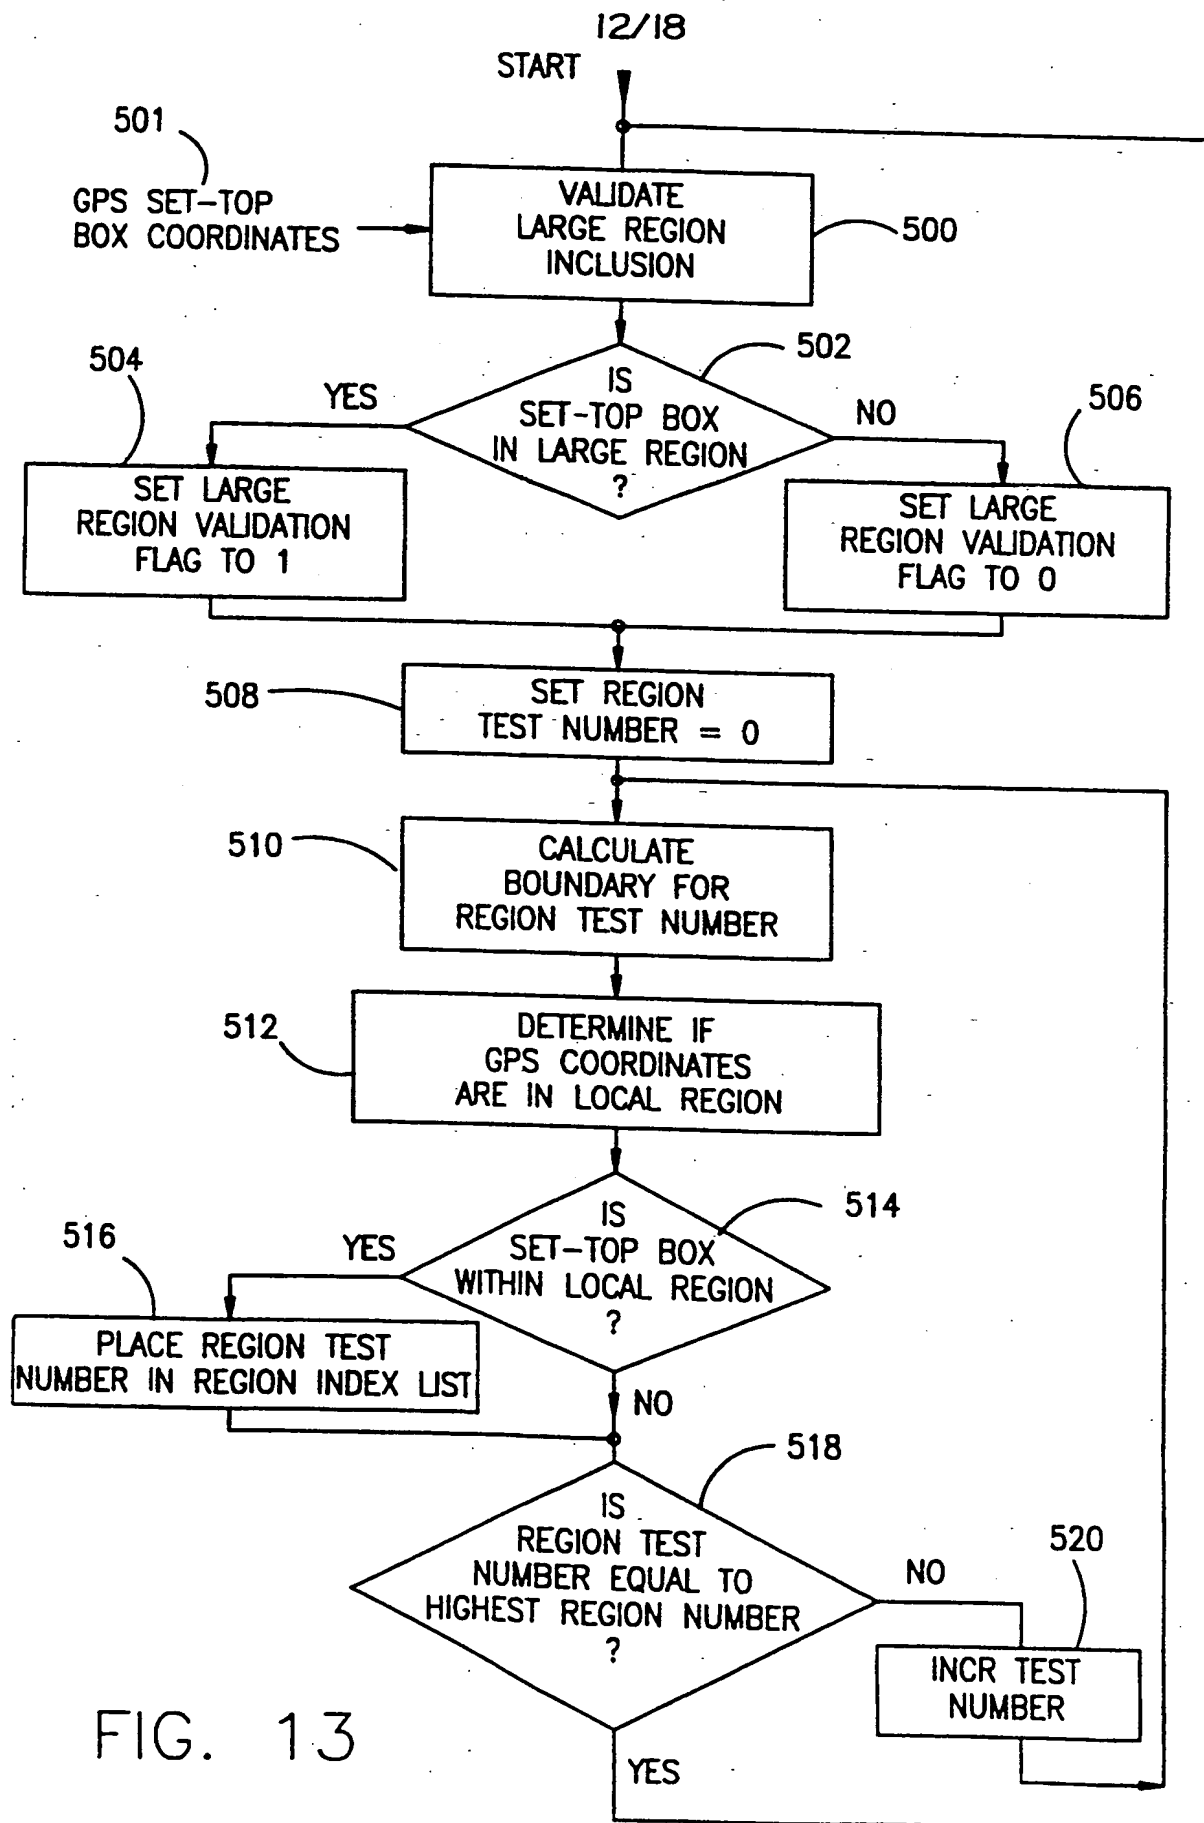 12/18
START
501
GPS SET-TOP
BOX COORDINATES
VALIDATE
LARGE REGION
INCLUSION
500
502
IS
SET-TOP BOX
IN LARGE REGION
?
YES
NO
504
506
SET LARGE
REGION VALIDATION
FLAG TO 1
SET LARGE
REGION VALIDATION
FLAG TO 0
508
SET REGION
TEST NUMBER = 0
510
CALCULATE
BOUNDARY FOR
REGION TEST NUMBER
512
DETERMINE IF
GPS COORDINATES
ARE IN LOCAL REGION
514
IS
SET-TOP BOX
WITHIN LOCAL REGION
?
YES
516
PLACE REGION TEST
NUMBER IN REGION INDEX LIST
NO
518
IS
REGION TEST
NUMBER EQUAL TO
HIGHEST REGION NUMBER
?
NO
520
INCR TEST
NUMBER
YES
FIG. 13